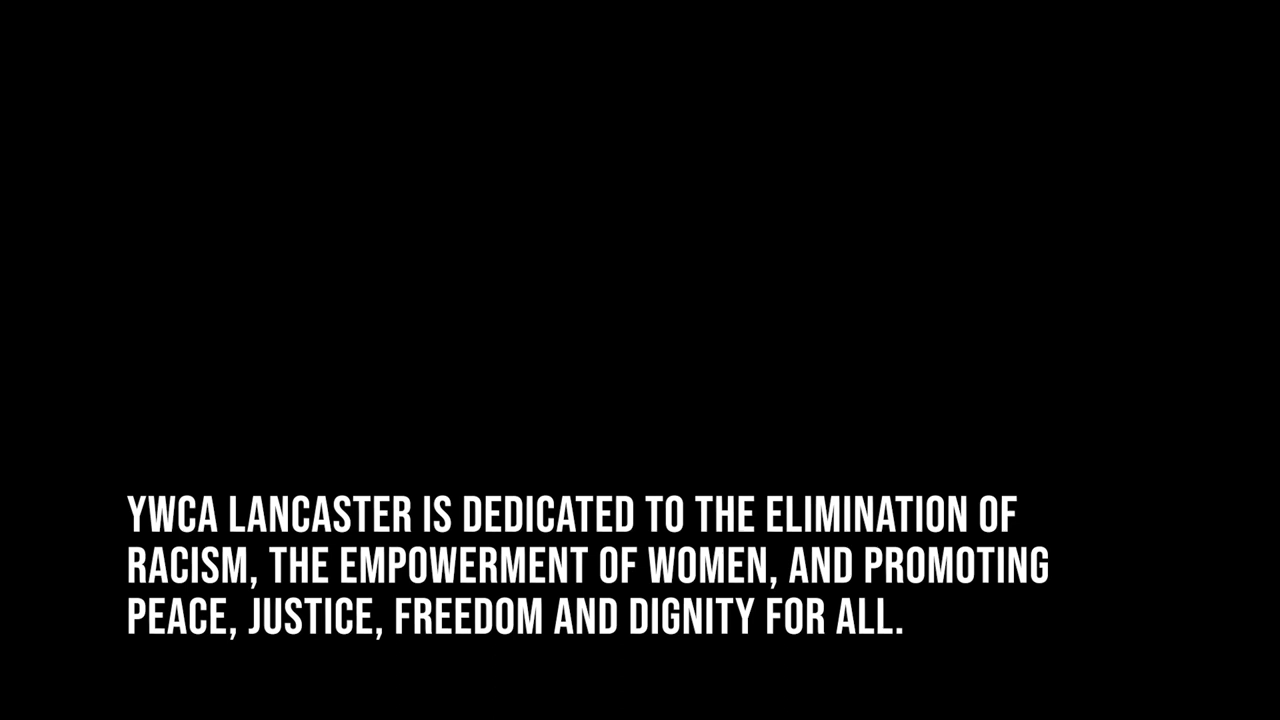 YWCA LANCASTER IS DEDICATED TO THE ELIMINATION OF
RACISM, THE EMPOWERMENT OF WOMEN, AND PROMOTING
PEACE, JUSTICE, FREEDOM AND DIGNITY FOR ALL.